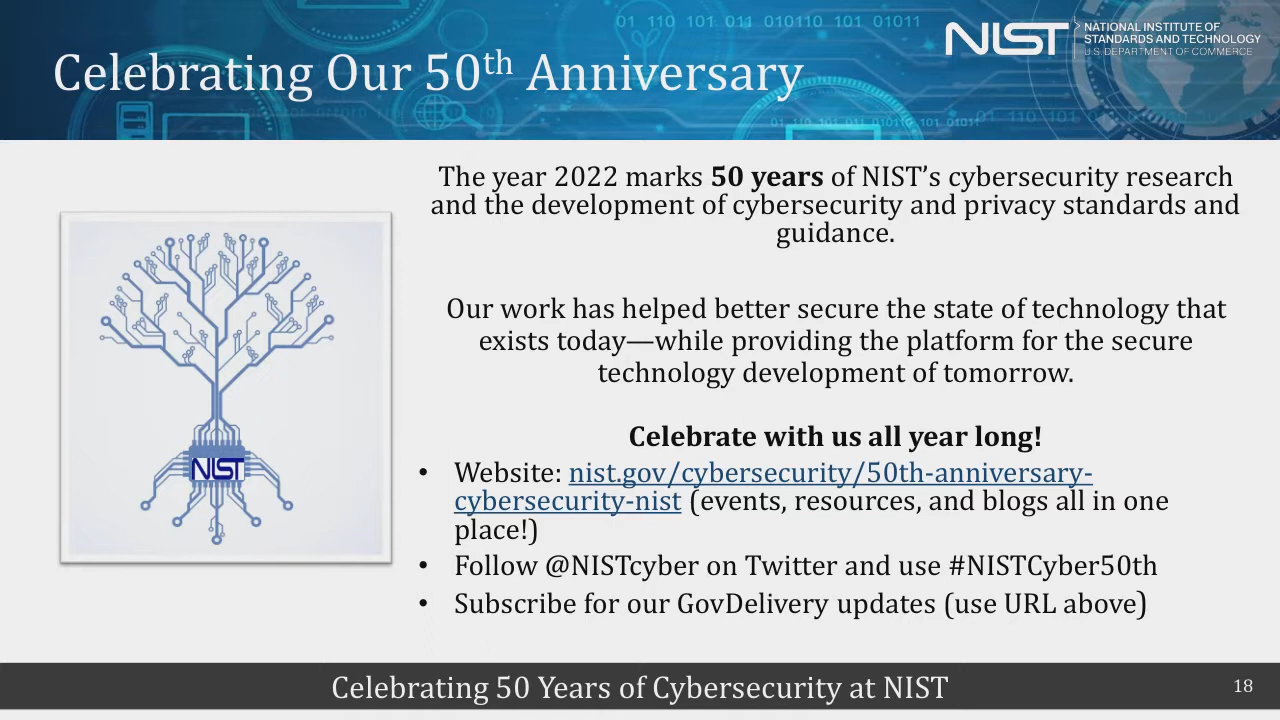 01 110 101 011 010110 101 01011
NIST
NATIONAL INSTITUTE OF
STANDARDS AND TECHNOLOGY
U.S. DEPARTMENT OF COMMERCE
Celebrating Our 50th Anniversary
The year 2022 marks 50 years of NIST’s cybersecurity research
and the development of cybersecurity and privacy standards and
guidance.
Our work has helped better secure the state of technology that
exists today—while providing the platform for the secure
technology development of tomorrow.
NIST
Celebrate with us all year long!
• Website: nist.gov/cybersecurity/50th-anniversary-
cybersecurity-nist (events, resources, and blogs all in one
place!)
• Follow @NISTcyber on Twitter and use #NISTCyber50th
• Subscribe for our GovDelivery updates (use URL above)
Celebrating 50 Years of Cybersecurity at NIST
18